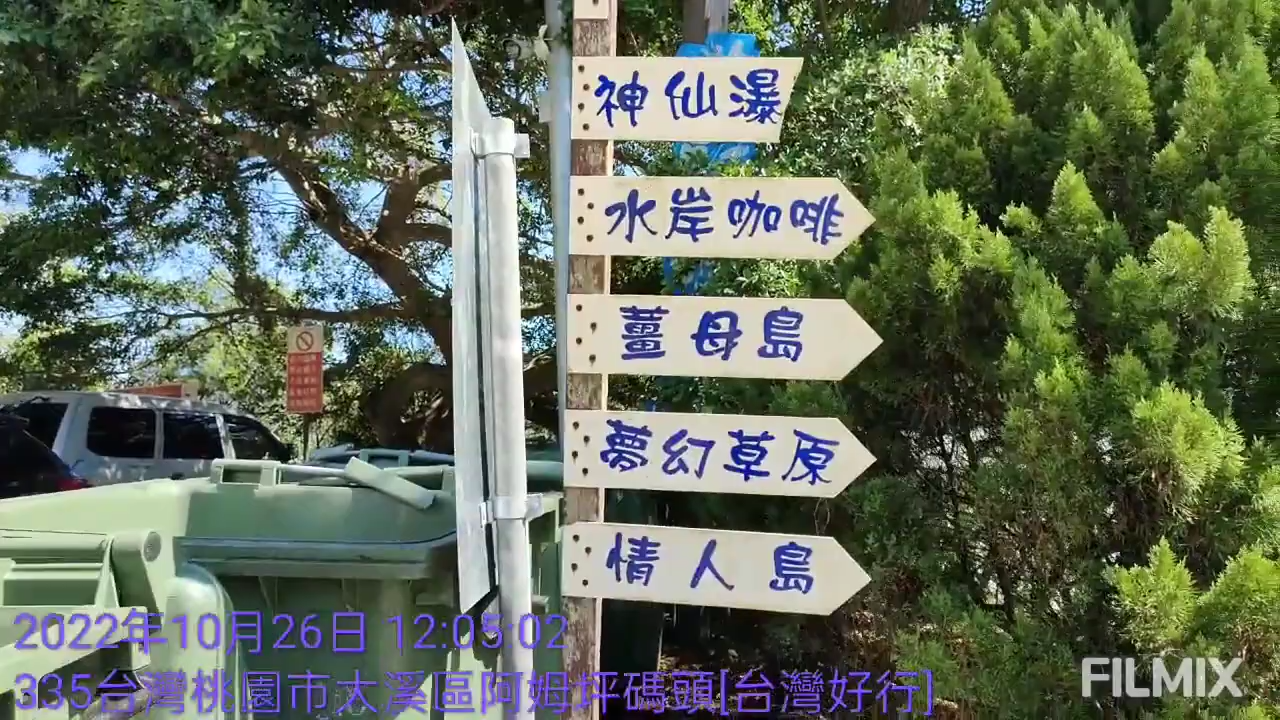 神仙瀑
水岸咖啡
薑母島
夢幻草原
情人島
2022年10月26日 12:05:02
335台灣桃園市大溪區阿姆坪碼頭[台灣好行]
FILMIX